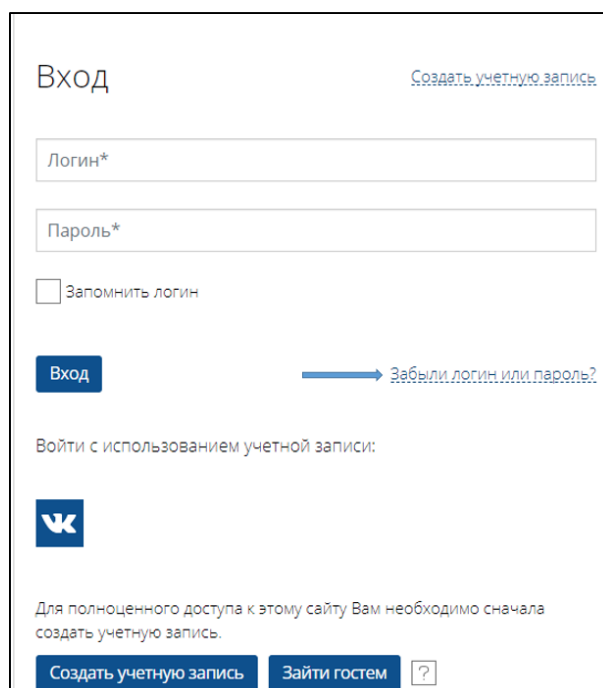 Вход
Создать учетную запись
Логин*
Пароль*
Запомнить логин
Вход
Забыли логин или пароль?
Войти с использованием учетной записи:
Для полноценного доступа к этому сайту Вам необходимо сначала
создать учетную запись.
Создать учетную запись
Зайти гостем
?